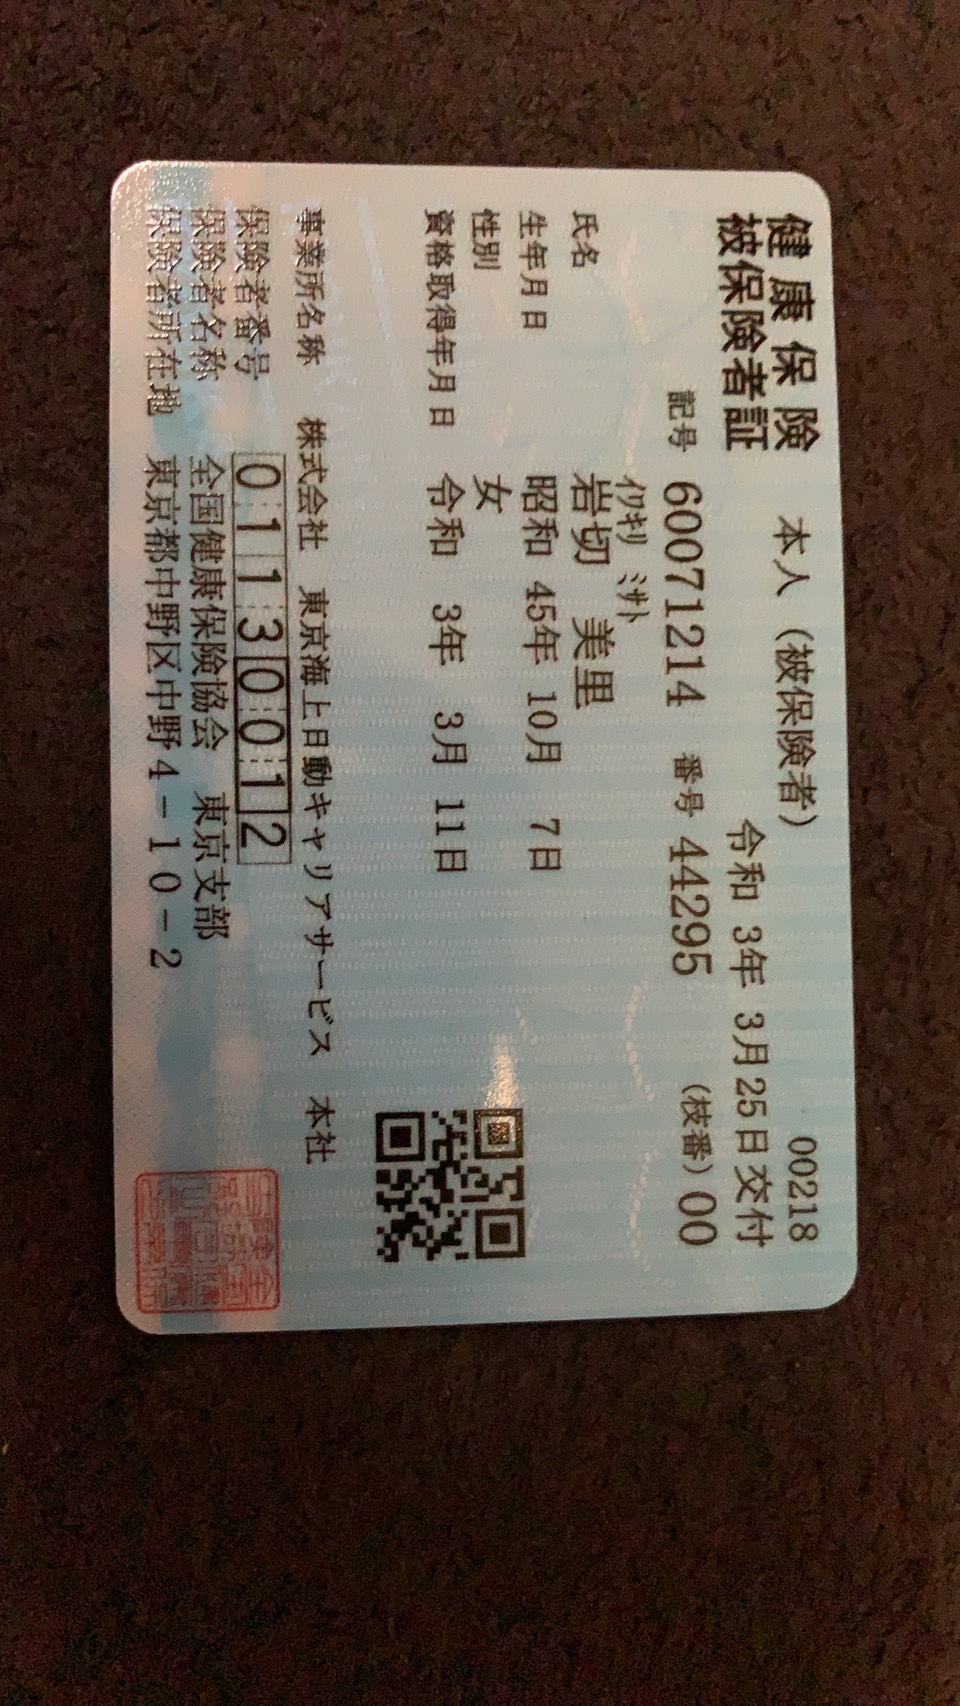 健康保険
被保険者証
本人（被保険者）
00218
令和 3年 3月25日交付
記号 60071214 番号 44295 (枝番) 00
ｲﾜｷﾘ ﾐｻﾄ
氏名 岩切 美里
生年月日 昭和 45年 10月 7日
性別 女
資格取得年月日 令和 3年 3月 11日
事業所名称 株式会社 東京海上日動キャリアサービス 本社
保険者番号 01130012
保険者名称 全国健康保険協会 東京支部
保険者所在地 東京都中野区中野4-10-2